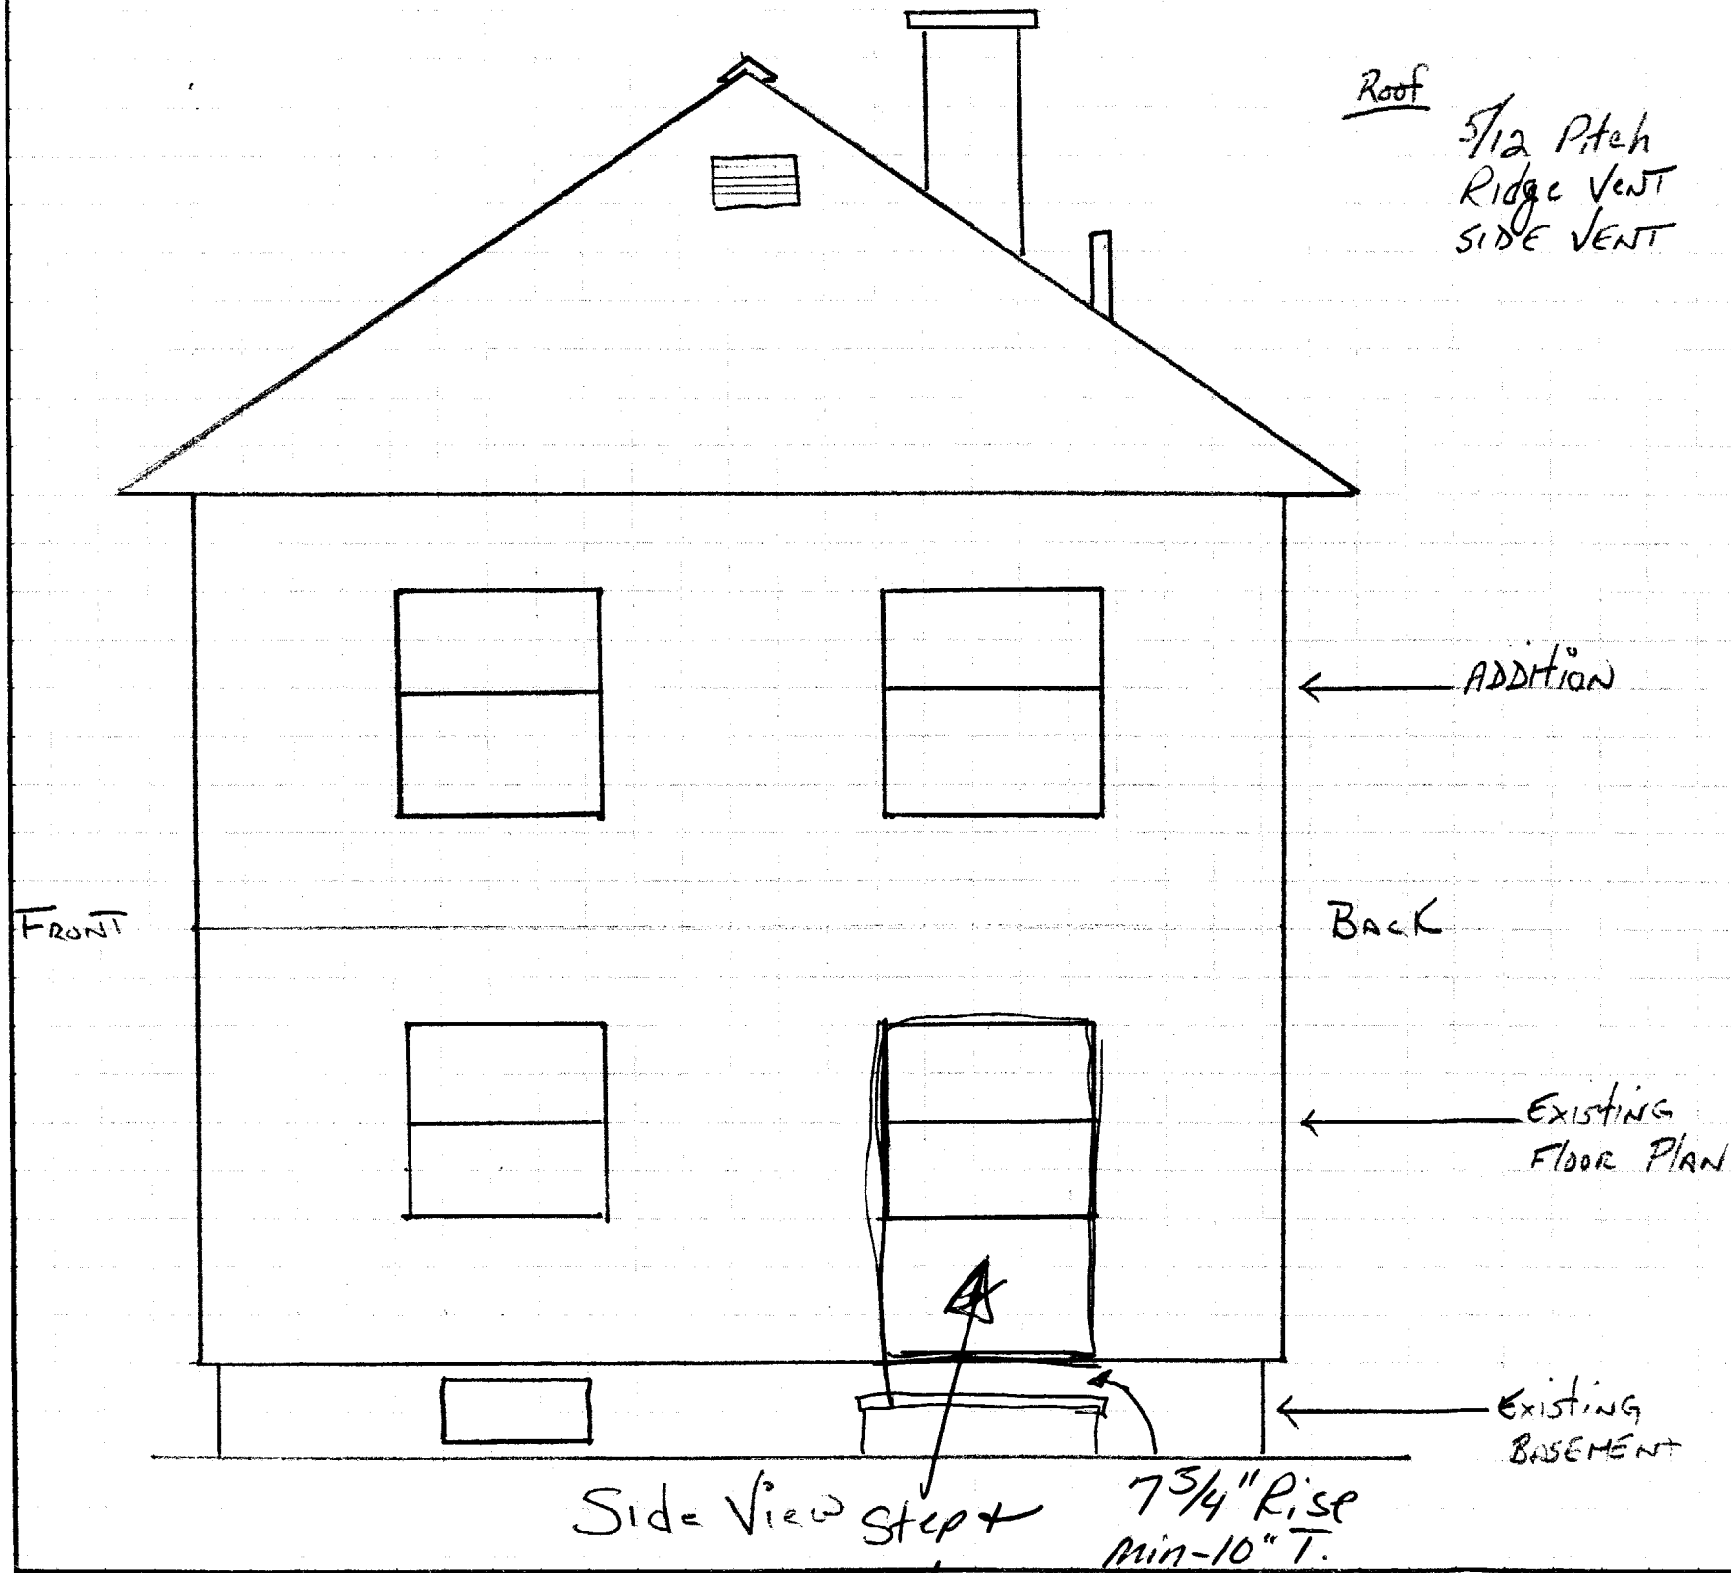 Roof
5/12 Pitch
Ridge Vent
SIDE VENT
ADDITION
FRONT
BACK
EXISTING
FLOOR PLAN
EXISTING
BASEMENT
Side View
Step +
7 3/4" Rise
Min-10" T.